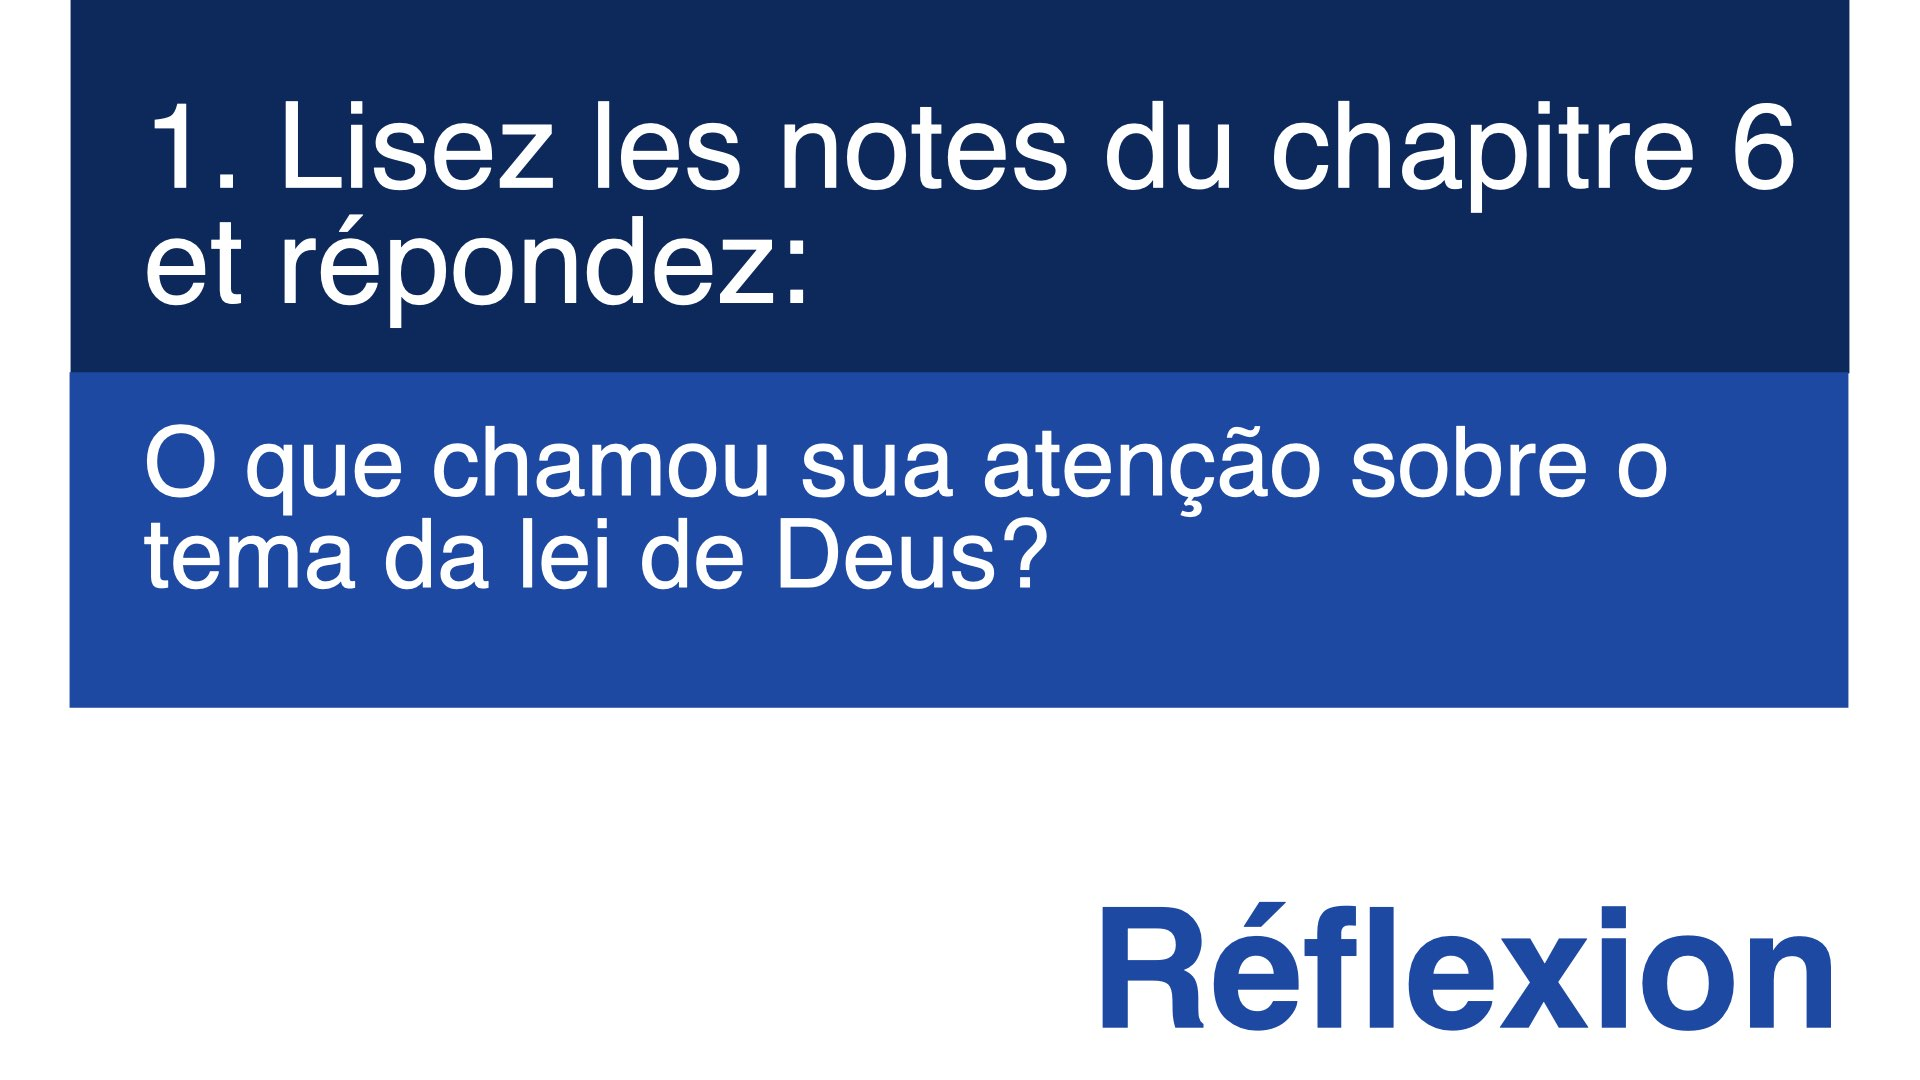 1. Lisez les notes du chapitre 6
et répondez:
O que chamou sua atenção sobre o
tema da lei de Deus?
Réflexion